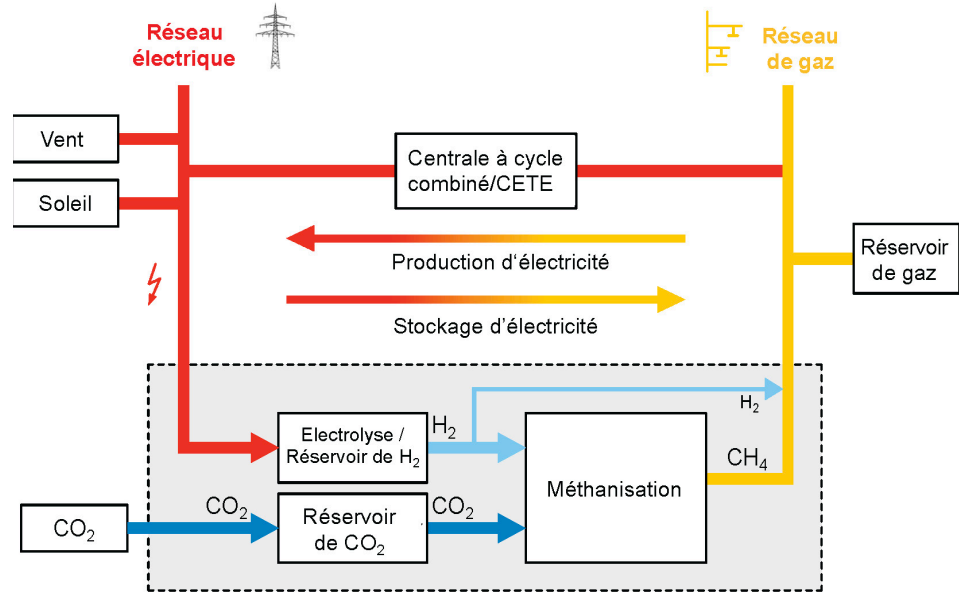 Réseau
électrique
Réseau
de gaz
Vent
Soleil
Centrale à cycle
combiné/CETE
Réservoir
de gaz
Production d‘électricité
Stockage d’électricité
H₂
Electrolyse /
Réservoir de H₂
H₂
CH₄
Méthanisation
CO₂
CO₂
Réservoir
de CO₂
CO₂